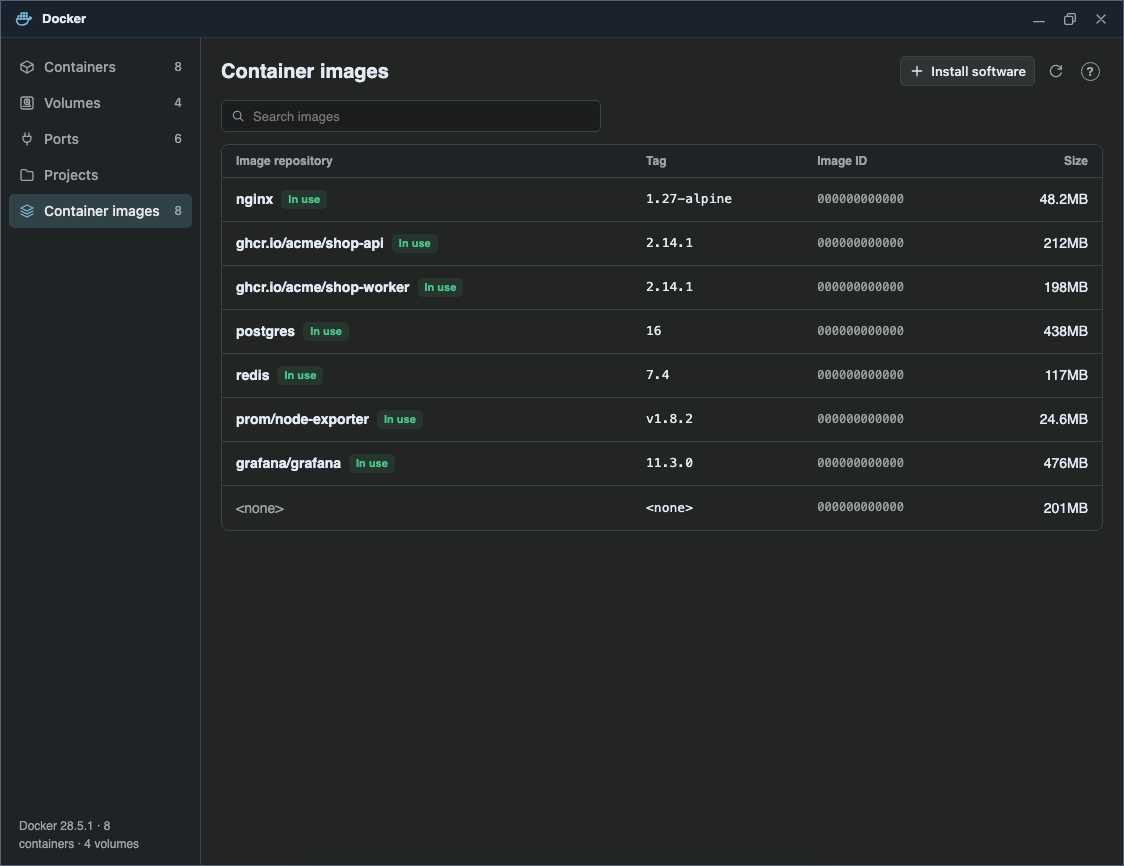 Docker
Containers 8
Volumes 4
Ports 6
Projects
Container images 8
Docker 28.5.1 · 8
containers · 4 volumes
Container images
+ Install software
?
Search images
Image repository Tag Image ID Size
nginx In use 1.27-alpine 000000000000 48.2MB
ghcr.io/acme/shop-api In use 2.14.1 000000000000 212MB
ghcr.io/acme/shop-worker In use 2.14.1 000000000000 198MB
postgres In use 16 000000000000 438MB
redis In use 7.4 000000000000 117MB
prom/node-exporter In use v1.8.2 000000000000 24.6MB
grafana/grafana In use 11.3.0 000000000000 476MB
<none> <none> 000000000000 201MB